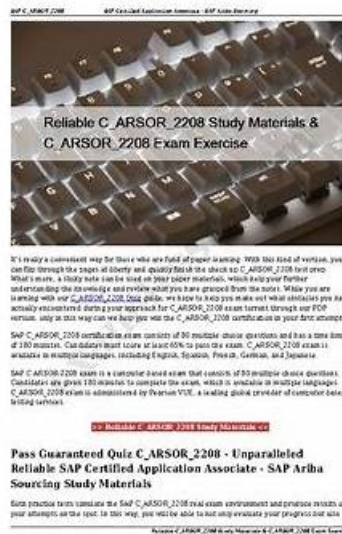 SAP C_ARSOR_2208
SAP Certified Application Associate - SAP Ariba Sourcing
Reliable C_ARSOR_2208 Study Materials &
C_ARSOR_2208 Exam Exercise
It's really a convenient way for those who are fond of paper learning. With this kind of version, you
can flip through the pages at liberty and quickly finish the check up C_ARSOR_2208 test prep.
What's more, a sticky note can be used on your paper materials, which help your further
understanding the knowledge and review what you have grasped from the notes. While you are
learning with our C_ARSOR_2208 Quiz guide, we hope to help you make out what obstacles you have
actually encountered during your approach for C_ARSOR_2208 exam torrent through our PDF
version, only in this way can we help you win the C_ARSOR_2208 certification in your first attempt.
SAP C_ARSOR_2208 certification exam consists of 80 multiple choice questions and has a time limit
of 180 minutes. Candidates must score at least 65% to pass the exam. C_ARSOR_2208 exam is
available in multiple languages, including English, Spanish, French, German, and Japanese.
SAP C_ARSOR_2208 exam is a computer-based exam that consists of 80 multiple-choice questions.
Candidates are given 180 minutes to complete the exam, which is available in multiple languages.
C_ARSOR_2208 exam is administered by Pearson VUE, a leading global provider of computer-based
testing services.
>> Reliable C_ARSOR_2208 Study Materials <<
Pass Guaranteed Quiz C_ARSOR_2208 - Unparalleled
Reliable SAP Certified Application Associate - SAP Ariba
Sourcing Study Materials
Both practice tests simulate the SAP C_ARSOR_2208 real exam environment and produce results of
your attempts on the spot. In this way, you will be able to not only evaluate your progress but also
Reliable C_ARSOR_2208 Study Materials & C_ARSOR_2208 Exam Exercise